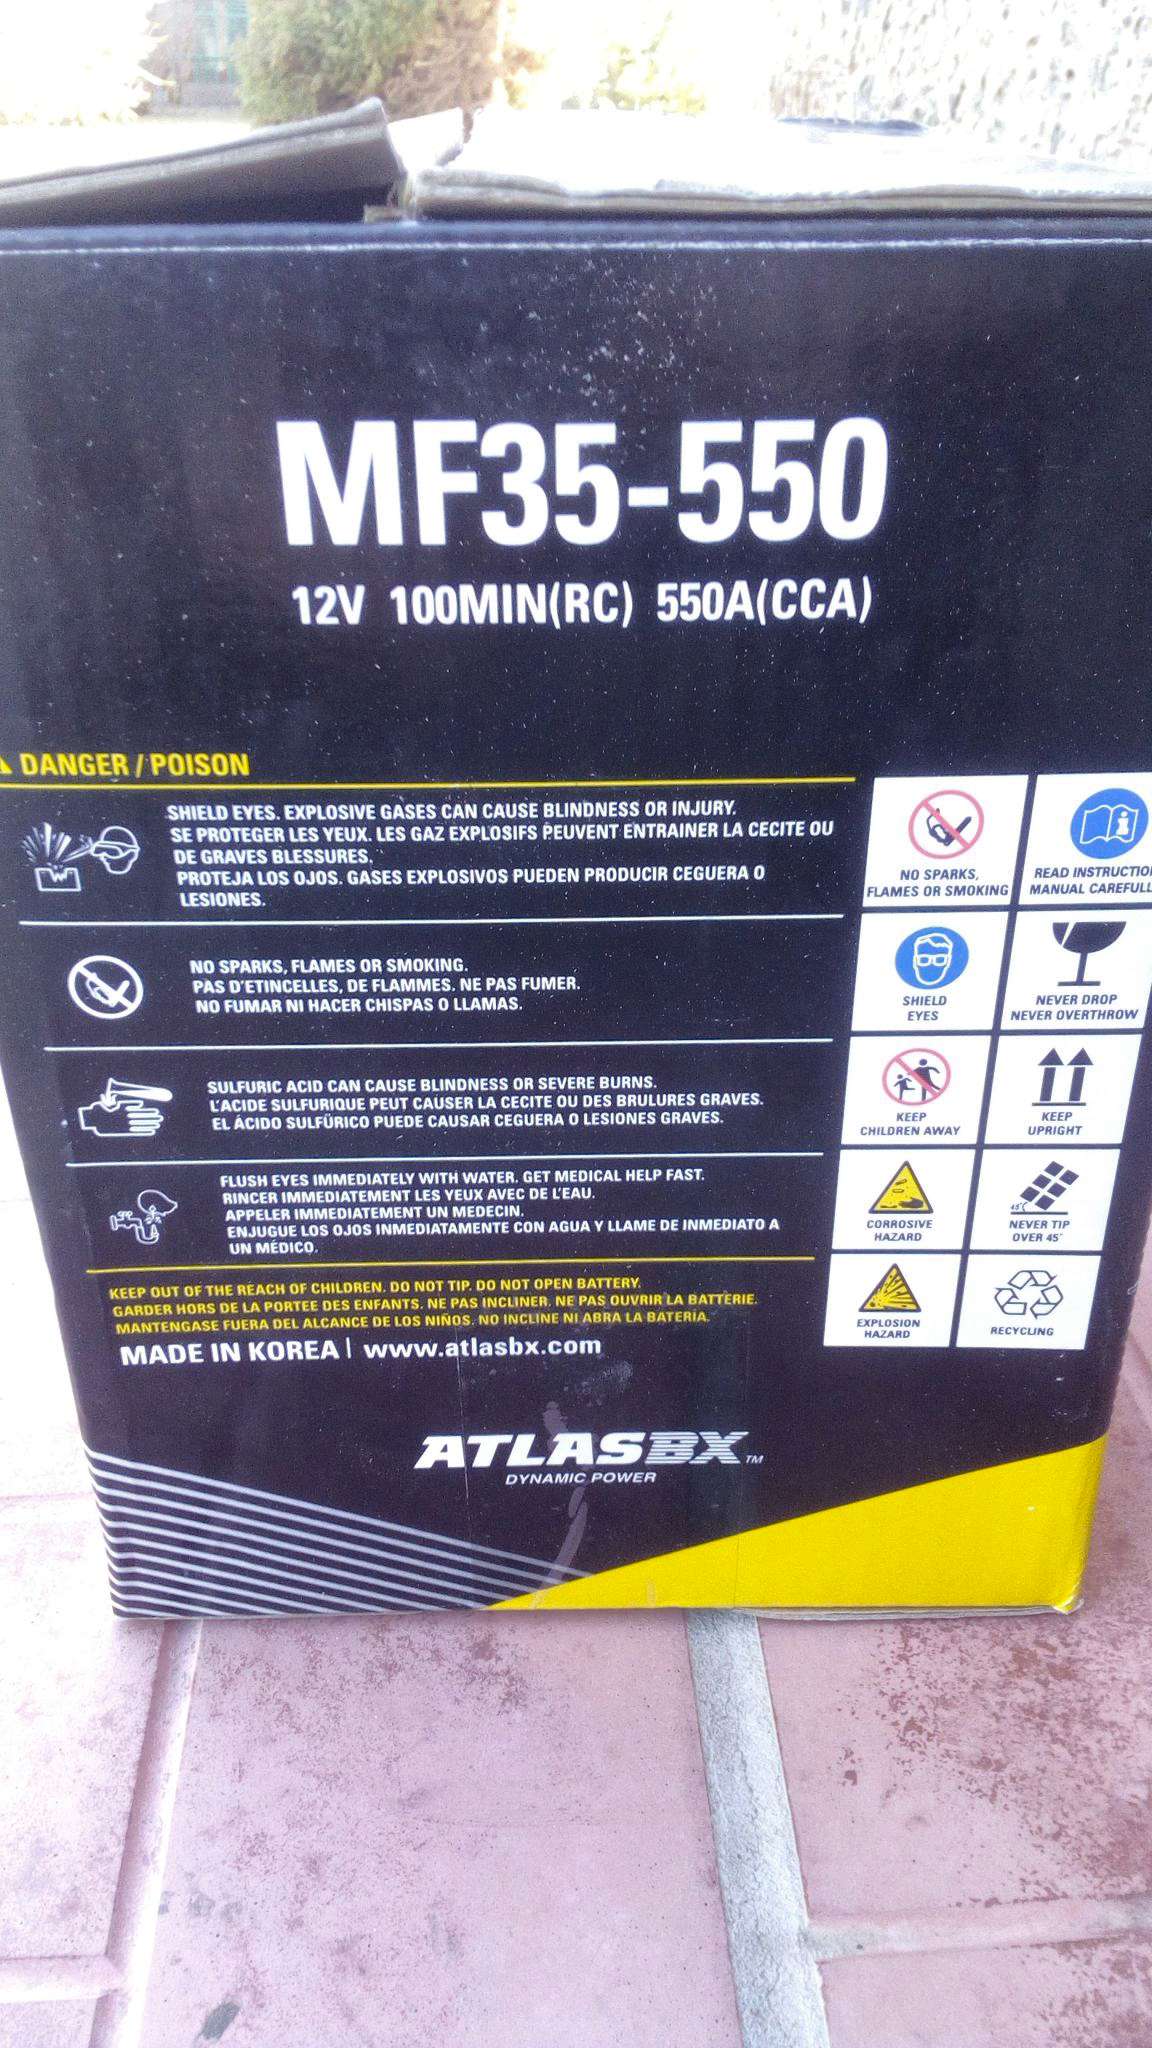 MF35-550
12V 100MIN(RC) 550A(CCA)
DANGER / POISON
SHIELD EYES. EXPLOSIVE GASES CAN CAUSE BLINDNESS OR INJURY.
SE PROTEGER LES YEUX. LES GAZ EXPLOSIFS PEUVENT ENTRAINER LA CECITE OU
DE GRAVES BLESSURES.
PROTEJA LOS OJOS. GASES EXPLOSIVOS PUEDEN PRODUCIR CEGUERA O
LESIONES.
NO SPARKS, FLAMES OR SMOKING.
PAS D'ETINCELLES, DE FLAMMES. NE PAS FUMER.
NO FUMAR NI HACER CHISPAS O LLAMAS.
SULFURIC ACID CAN CAUSE BLINDNESS OR SEVERE BURNS.
L'ACIDE SULFURIQUE PEUT CAUSER LA CECITE OU DES BRULURES GRAVES.
EL ÁCIDO SULFÚRICO PUEDE CAUSAR CEGUERA O LESIONES GRAVES.
FLUSH EYES IMMEDIATELY WITH WATER. GET MEDICAL HELP FAST.
RINCER IMMEDIATEMENT LES YEUX AVEC DE L'EAU.
APPELER IMMEDIATEMENT UN MEDECIN.
ENJUGUE LOS OJOS INMEDIATAMENTE CON AGUA Y LLAME DE INMEDIATO A
UN MÉDICO.
KEEP OUT OF THE REACH OF CHILDREN. DO NOT TIP. DO NOT OPEN BATTERY.
GARDER HORS DE LA PORTEE DES ENFANTS. NE PAS INCLINER. NE PAS OUVRIR LA BATTERIE.
MANTENGASE FUERA DEL ALCANCE DE LOS NIÑOS. NO INCLINE NI ABRA LA BATERÍA.
MADE IN KOREA | www.atlasbx.com
NO SPARKS,
FLAMES OR SMOKING
READ INSTRUCTIO
MANUAL CAREFULL
SHIELD
EYES
NEVER DROP
NEVER OVERTHROW
KEEP
CHILDREN AWAY
KEEP
UPRIGHT
CORROSIVE
HAZARD
45°
NEVER TIP
OVER 45°
EXPLOSION
HAZARD
RECYCLING
ATLASBX TM
DYNAMIC POWER